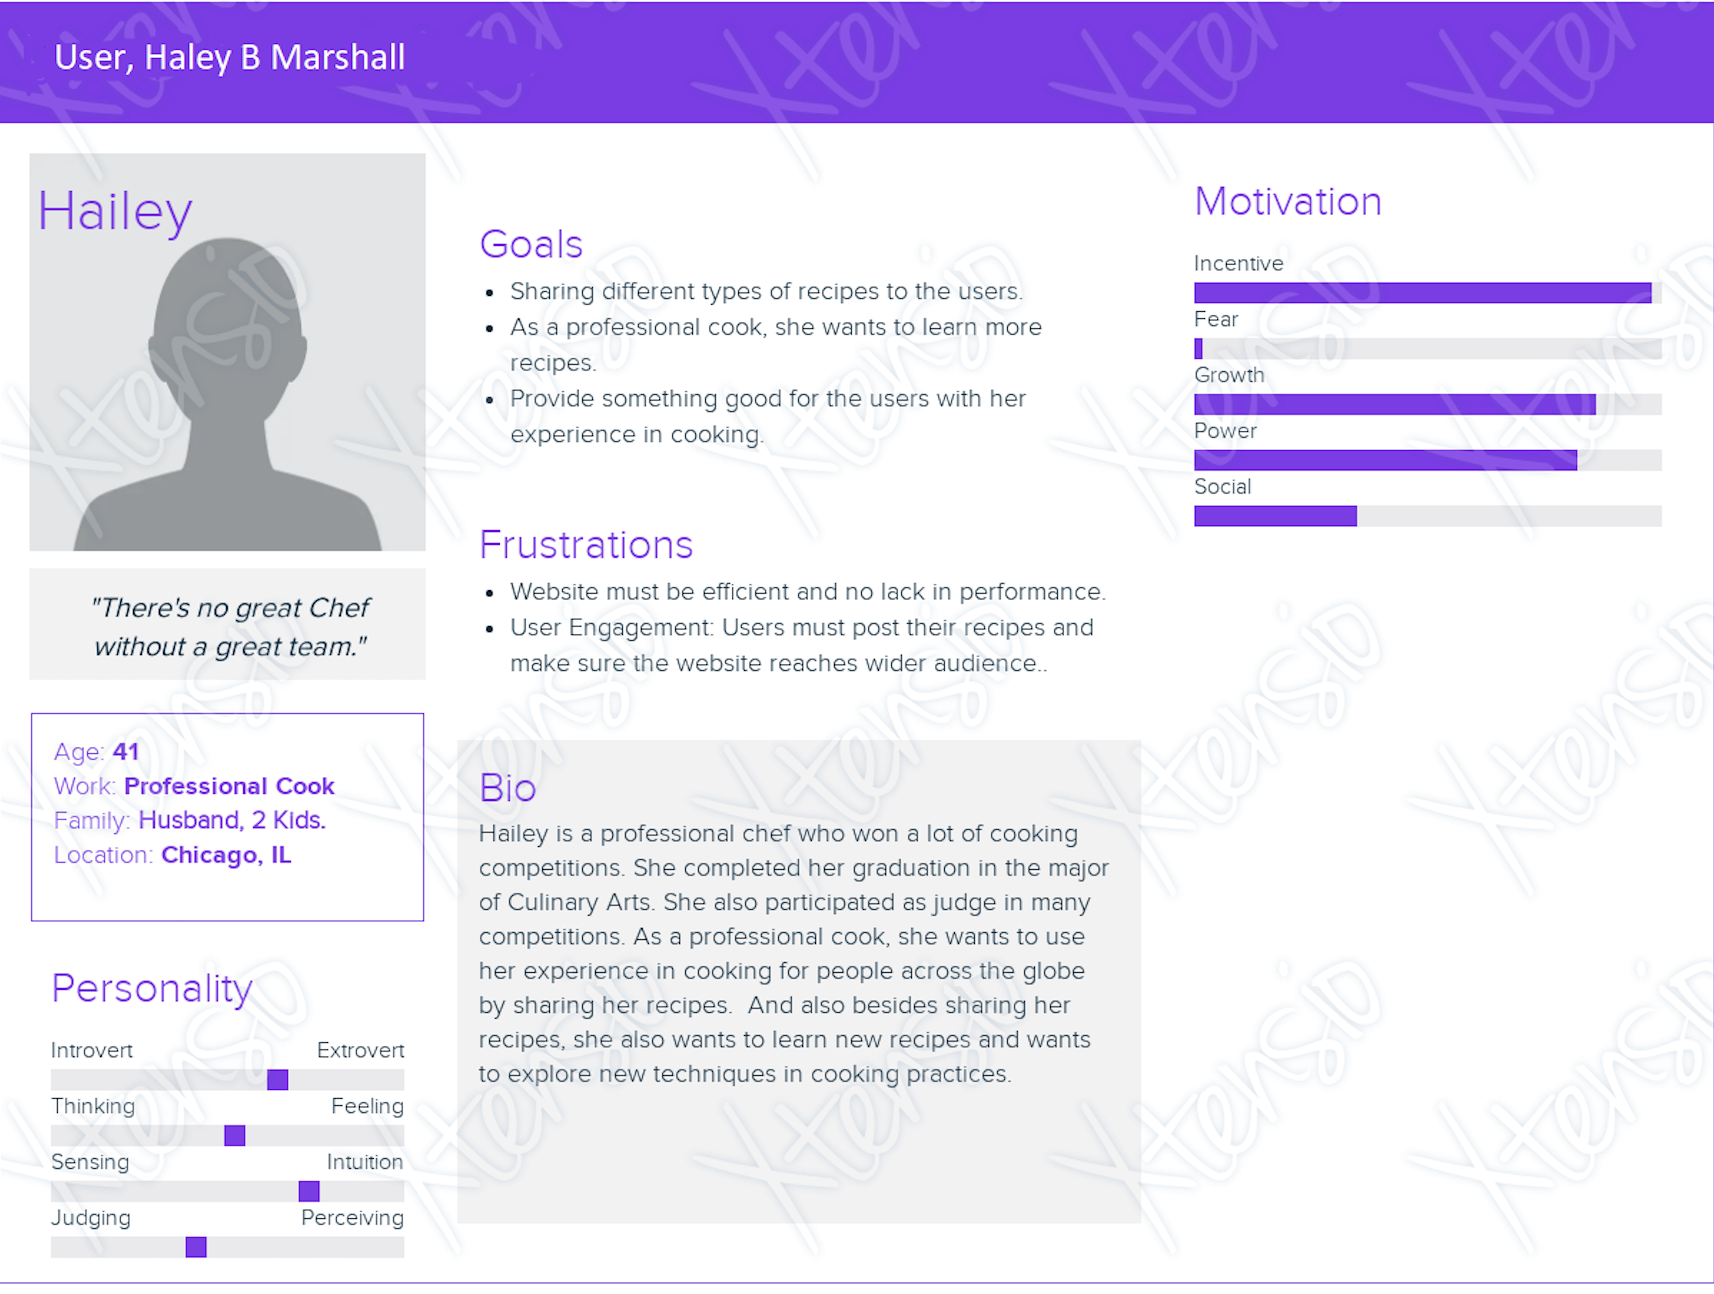 User, Haley B Marshall
Hailey
"There's no great Chef
without a great team."
Age: 41
Work: Professional Cook
Family: Husband, 2 Kids.
Location: Chicago, IL
Personality
Introvert Extrovert
Thinking Feeling
Sensing Intuition
Judging Perceiving
Goals
• Sharing different types of recipes to the users.
• As a professional cook, she wants to learn more
recipes.
• Provide something good for the users with her
experience in cooking.
Frustrations
• Website must be efficient and no lack in performance.
• User Engagement: Users must post their recipes and
make sure the website reaches wider audience..
Bio
Hailey is a professional chef who won a lot of cooking
competitions. She completed her graduation in the major
of Culinary Arts. She also participated as judge in many
competitions. As a professional cook, she wants to use
her experience in cooking for people across the globe
by sharing her recipes.  And also besides sharing her
recipes, she also wants to learn new recipes and wants
to explore new techniques in cooking practices.
Motivation
Incentive
Fear
Growth
Power
Social
Xtensio